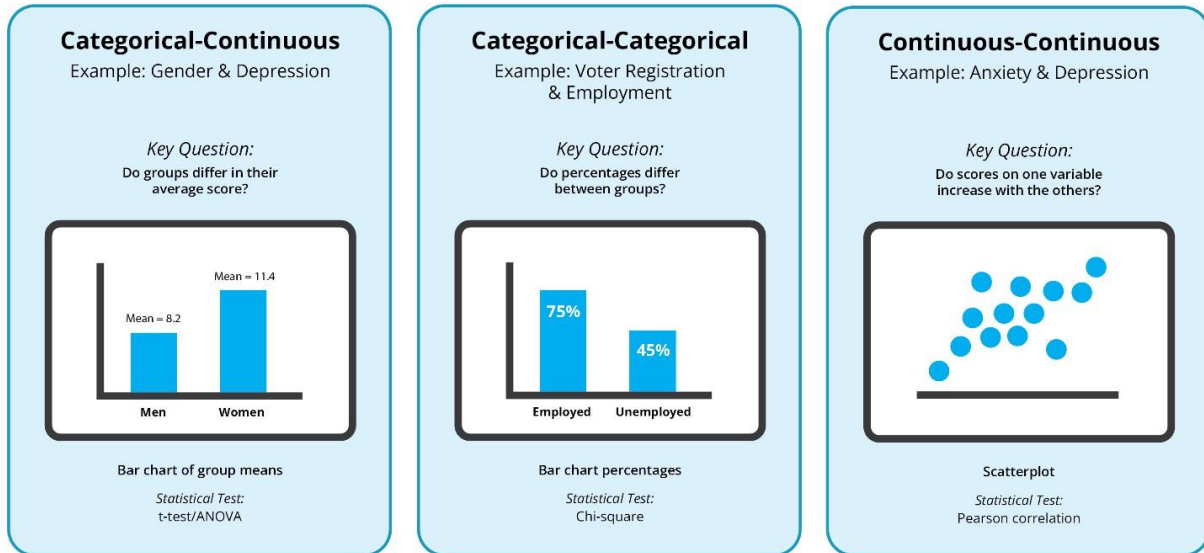 Categorical-Continuous
Example: Gender & Depression
Key Question:
Do groups differ in their
average score?
Mean = 8.2
Mean = 11.4
Men
Women
Bar chart of group means
Statistical Test:
t-test/ANOVA
Categorical-Categorical
Example: Voter Registration
& Employment
Key Question:
Do percentages differ
between groups?
75%
45%
Employed
Unemployed
Bar chart percentages
Statistical Test:
Chi-square
Continuous-Continuous
Example: Anxiety & Depression
Key Question:
Do scores on one variable
increase with the others?
Scatterplot
Statistical Test:
Pearson correlation